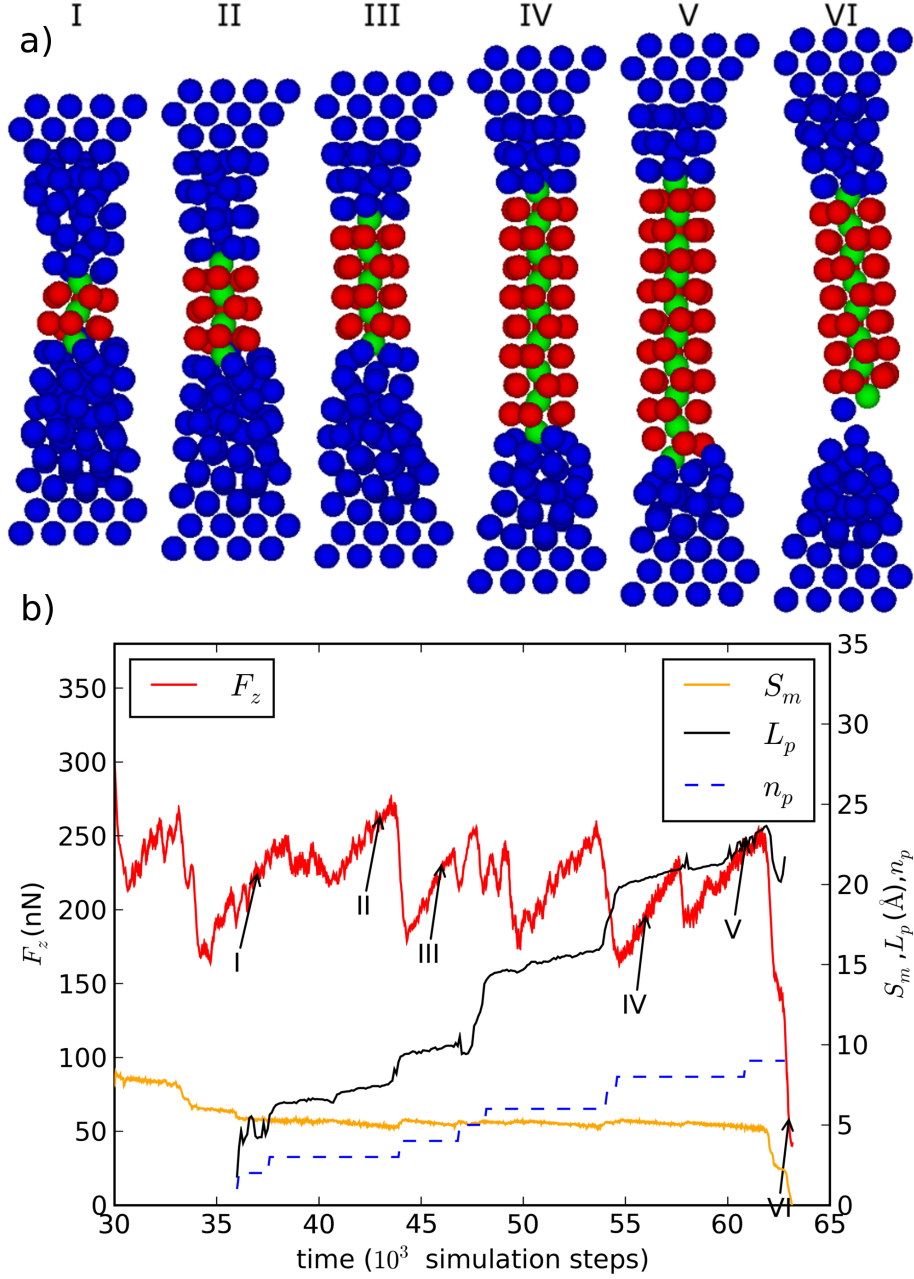 I II III IV V VI
a)
b)
F_z
S_m
L_p
n_p
F_z (nN)
350
300
250
200
150
100
50
0
35
30
25
20
15
10
5
0
S_m , L_p (Å), n_p
I
II
III
IV
V
VI
30 35 40 45 50 55 60 65
time (10³ simulation steps)